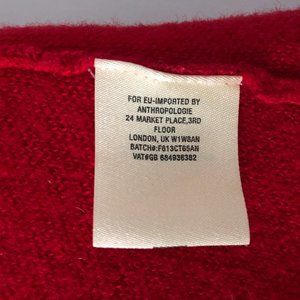 FOR EU-IMPORTED BY
ANTHROPOLOGIE
24 MARKET PLACE,3RD
FLOOR
LONDON, UK W1W8AN
BATCH#:F613CT65AN
VAT#GB 684936382